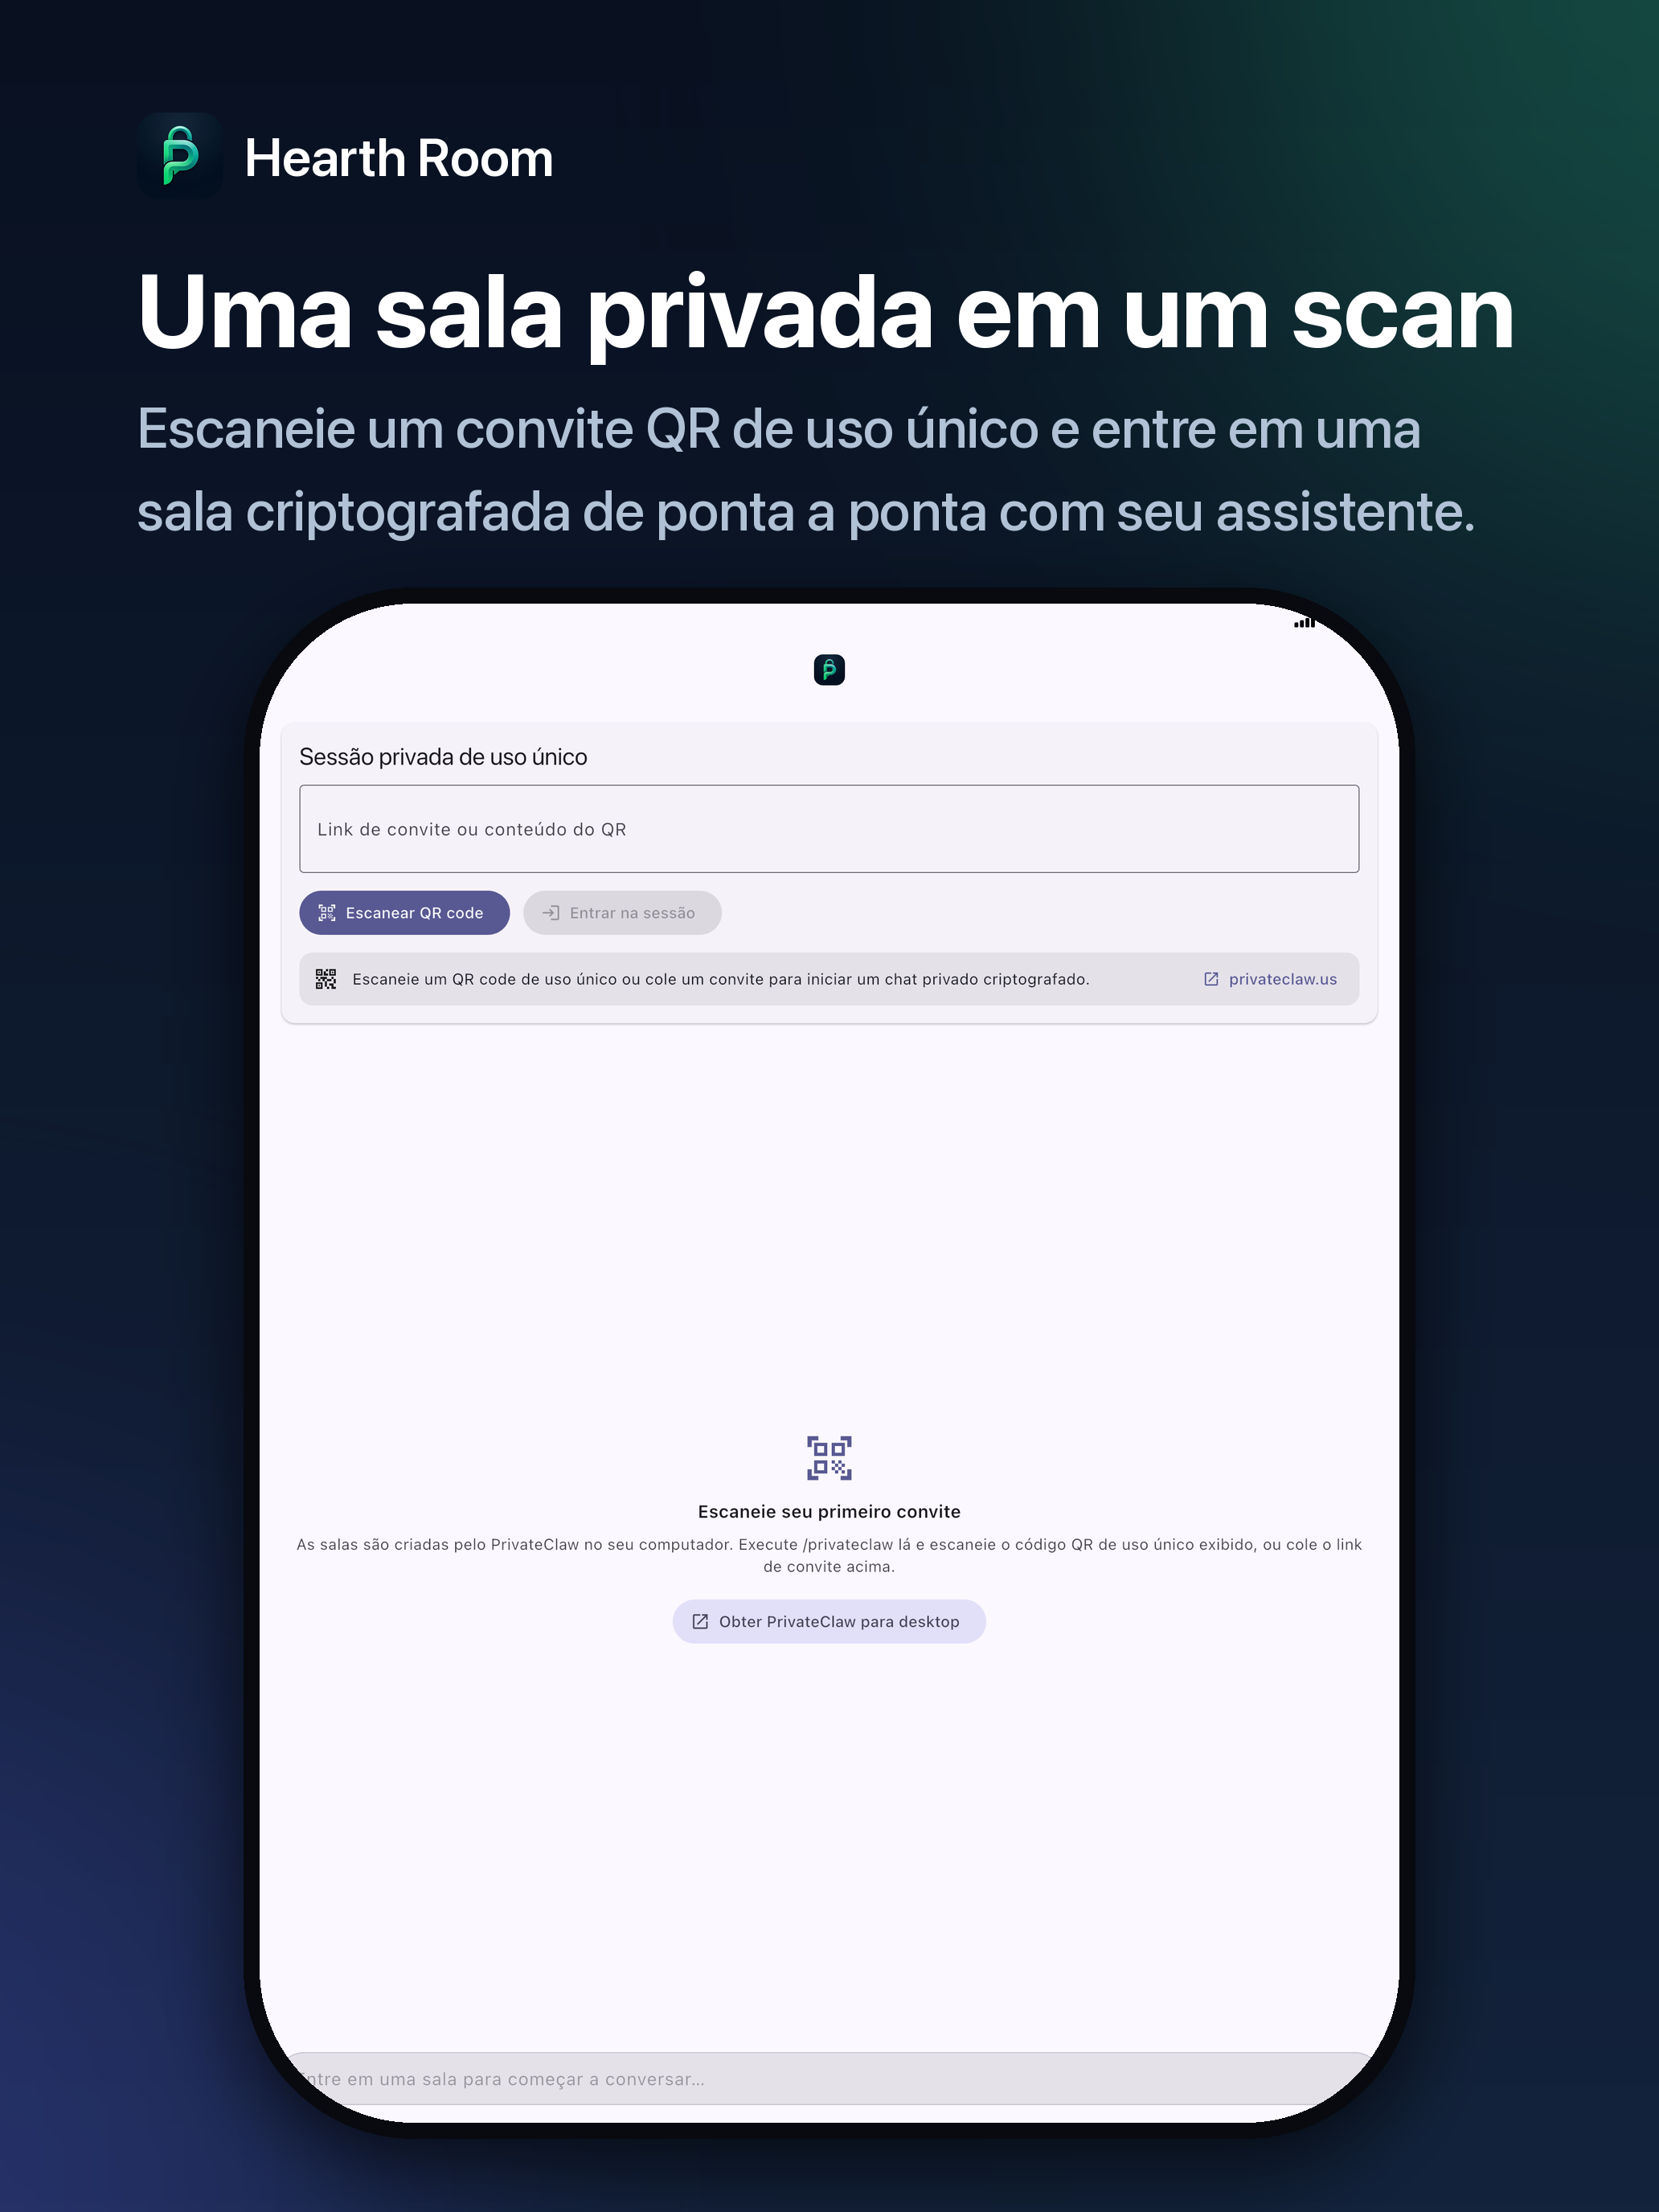 Hearth Room
Uma sala privada em um scan
Escaneie um convite QR de uso único e entre em uma
sala criptografada de ponta a ponta com seu assistente.
Sessão privada de uso único
Link de convite ou conteúdo do QR
Escanear QR code
Entrar na sessão
Escaneie um QR code de uso único ou cole um convite para iniciar um chat privado criptografado.
privateclaw.us
Escaneie seu primeiro convite
As salas são criadas pelo PrivateClaw no seu computador. Execute /privateclaw lá e escaneie o código QR de uso único exibido, ou cole o link
de convite acima.
Obter PrivateClaw para desktop
ntre em uma sala para começar a conversar...